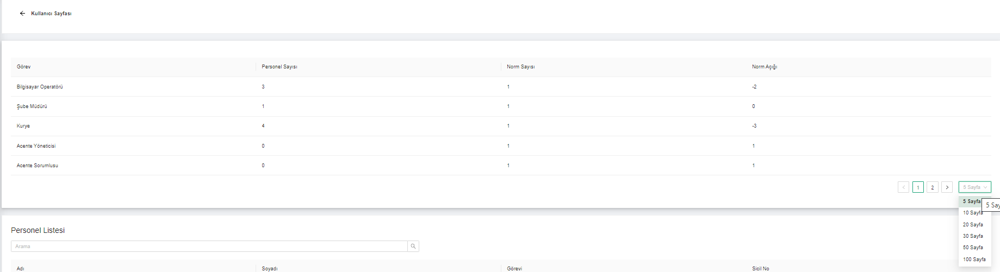 Kullanıcı Sayfası
Görev Personel Sayısı Norm Sayısı Norm Açığı
Bilgisayar Operatörü 3 1 -2
Şube Müdürü 1 1 0
Kurye 4 1 -3
Acente Yöneticisi 0 1 1
Acente Sorumlusu 0 1 1
1 2 5 Sayfa
5 Sayfa
5 Say
10 Sayfa
20 Sayfa
30 Sayfa
50 Sayfa
100 Sayfa
Personel Listesi
Arama
Adı Soyadı Görevi Sicil No